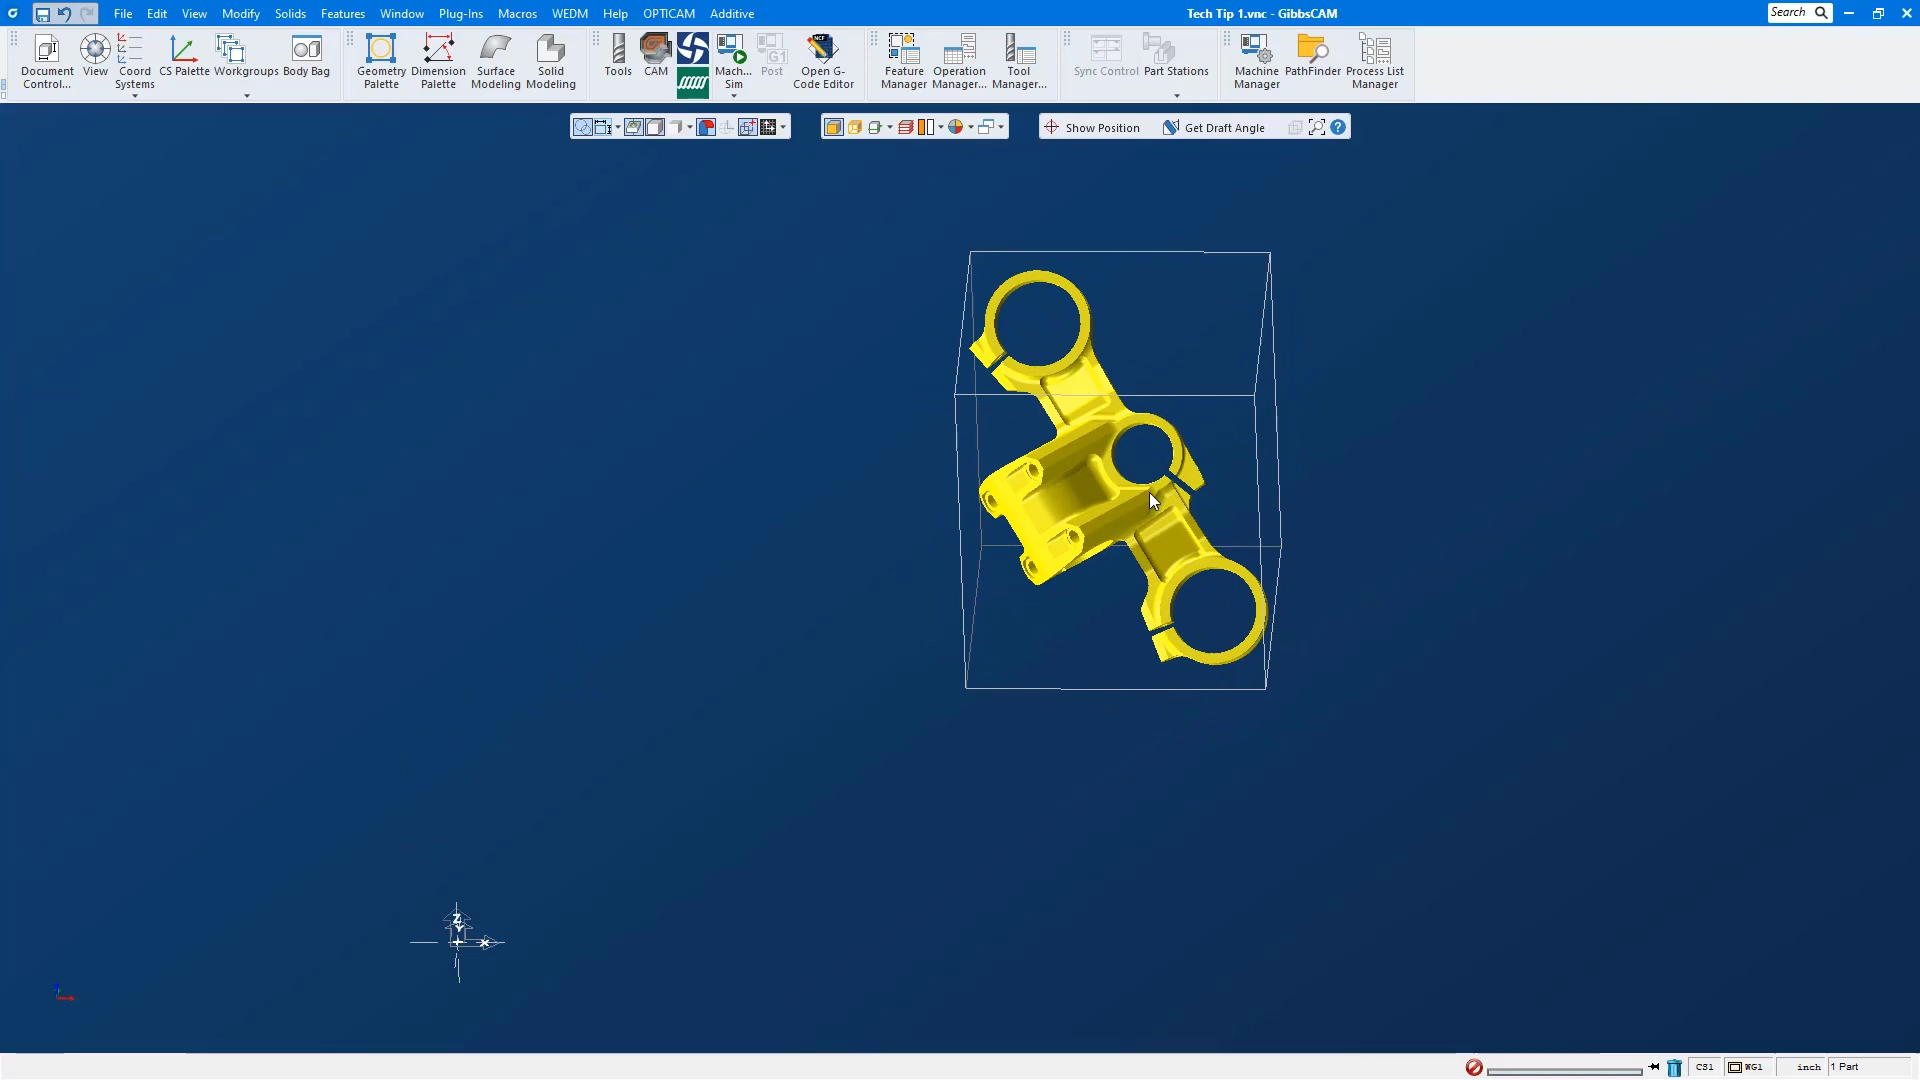 File Edit View Modify Solids Features Window Plug-Ins Macros WEDM Help OPTICAM Additive
Tech Tip 1.vnc - GibbsCAM
Search
Document Control...
View
Coord Systems
CS Palette
Workgroups
Body Bag
Geometry Palette
Dimension Palette
Surface Modeling
Solid Modeling
Tools
CAM
Mach... Sim
G1
Post
NCF
Open G-Code Editor
Feature Manager
Operation Manager...
Tool Manager...
Sync Control
Part Stations
Machine Manager
PathFinder
Process List Manager
Show Position
Get Draft Angle
Z
Y
X
CS1
WG1
inch
1 Part